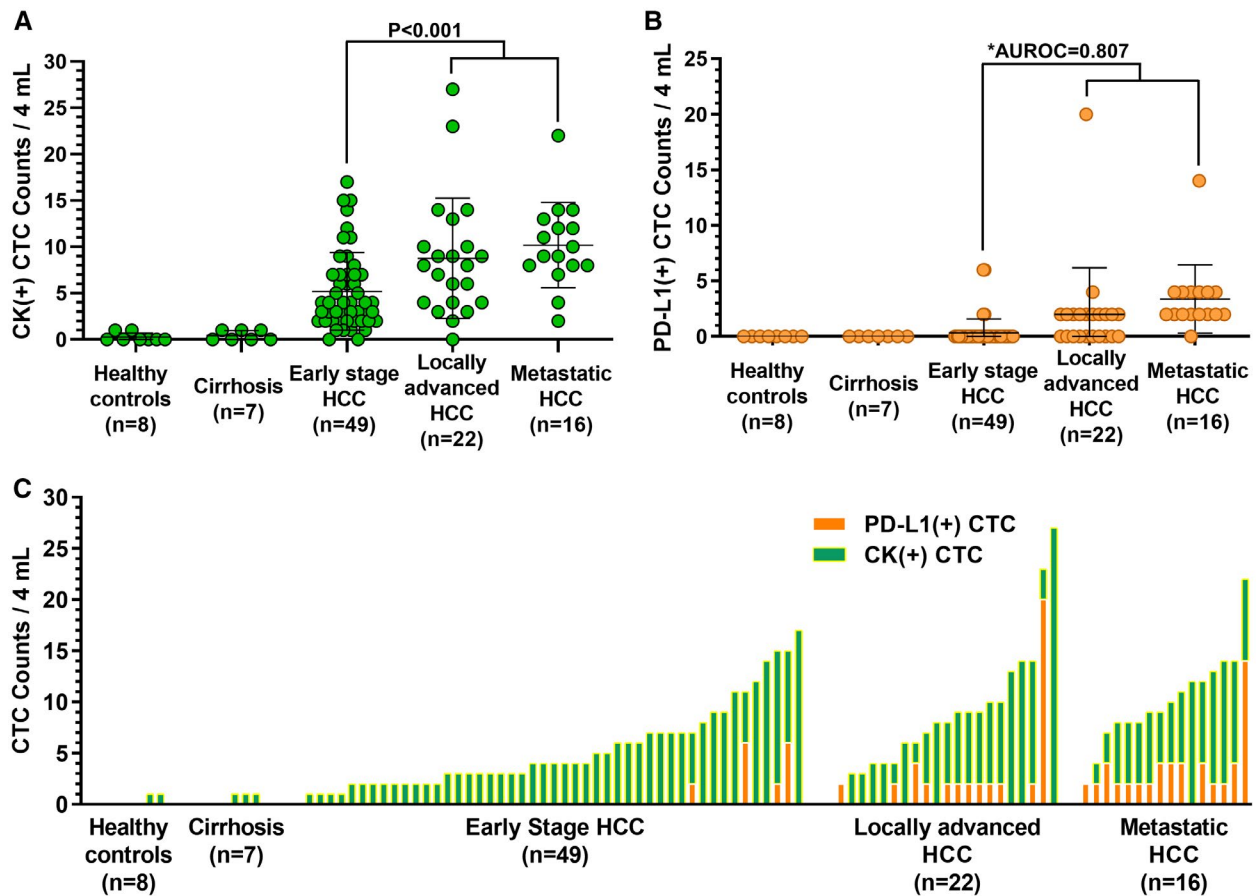 A
P<0.001
CK(+) CTC Counts / 4 mL
30
25
20
15
10
5
0
Healthy
controls
(n=8)
Cirrhosis
(n=7)
Early stage
HCC
(n=49)
Locally
advanced
HCC
(n=22)
Metastatic
HCC
(n=16)
B
*AUROC=0.807
PD-L1(+) CTC Counts / 4 mL
25
20
15
10
5
0
Healthy
controls
(n=8)
Cirrhosis
(n=7)
Early stage
HCC
(n=49)
Locally
advanced
HCC
(n=22)
Metastatic
HCC
(n=16)
C
CTC Counts / 4 mL
30
25
20
15
10
5
0
PD-L1(+) CTC
CK(+) CTC
Healthy
controls
(n=8)
Cirrhosis
(n=7)
Early Stage HCC
(n=49)
Locally advanced
HCC
(n=22)
Metastatic
HCC
(n=16)